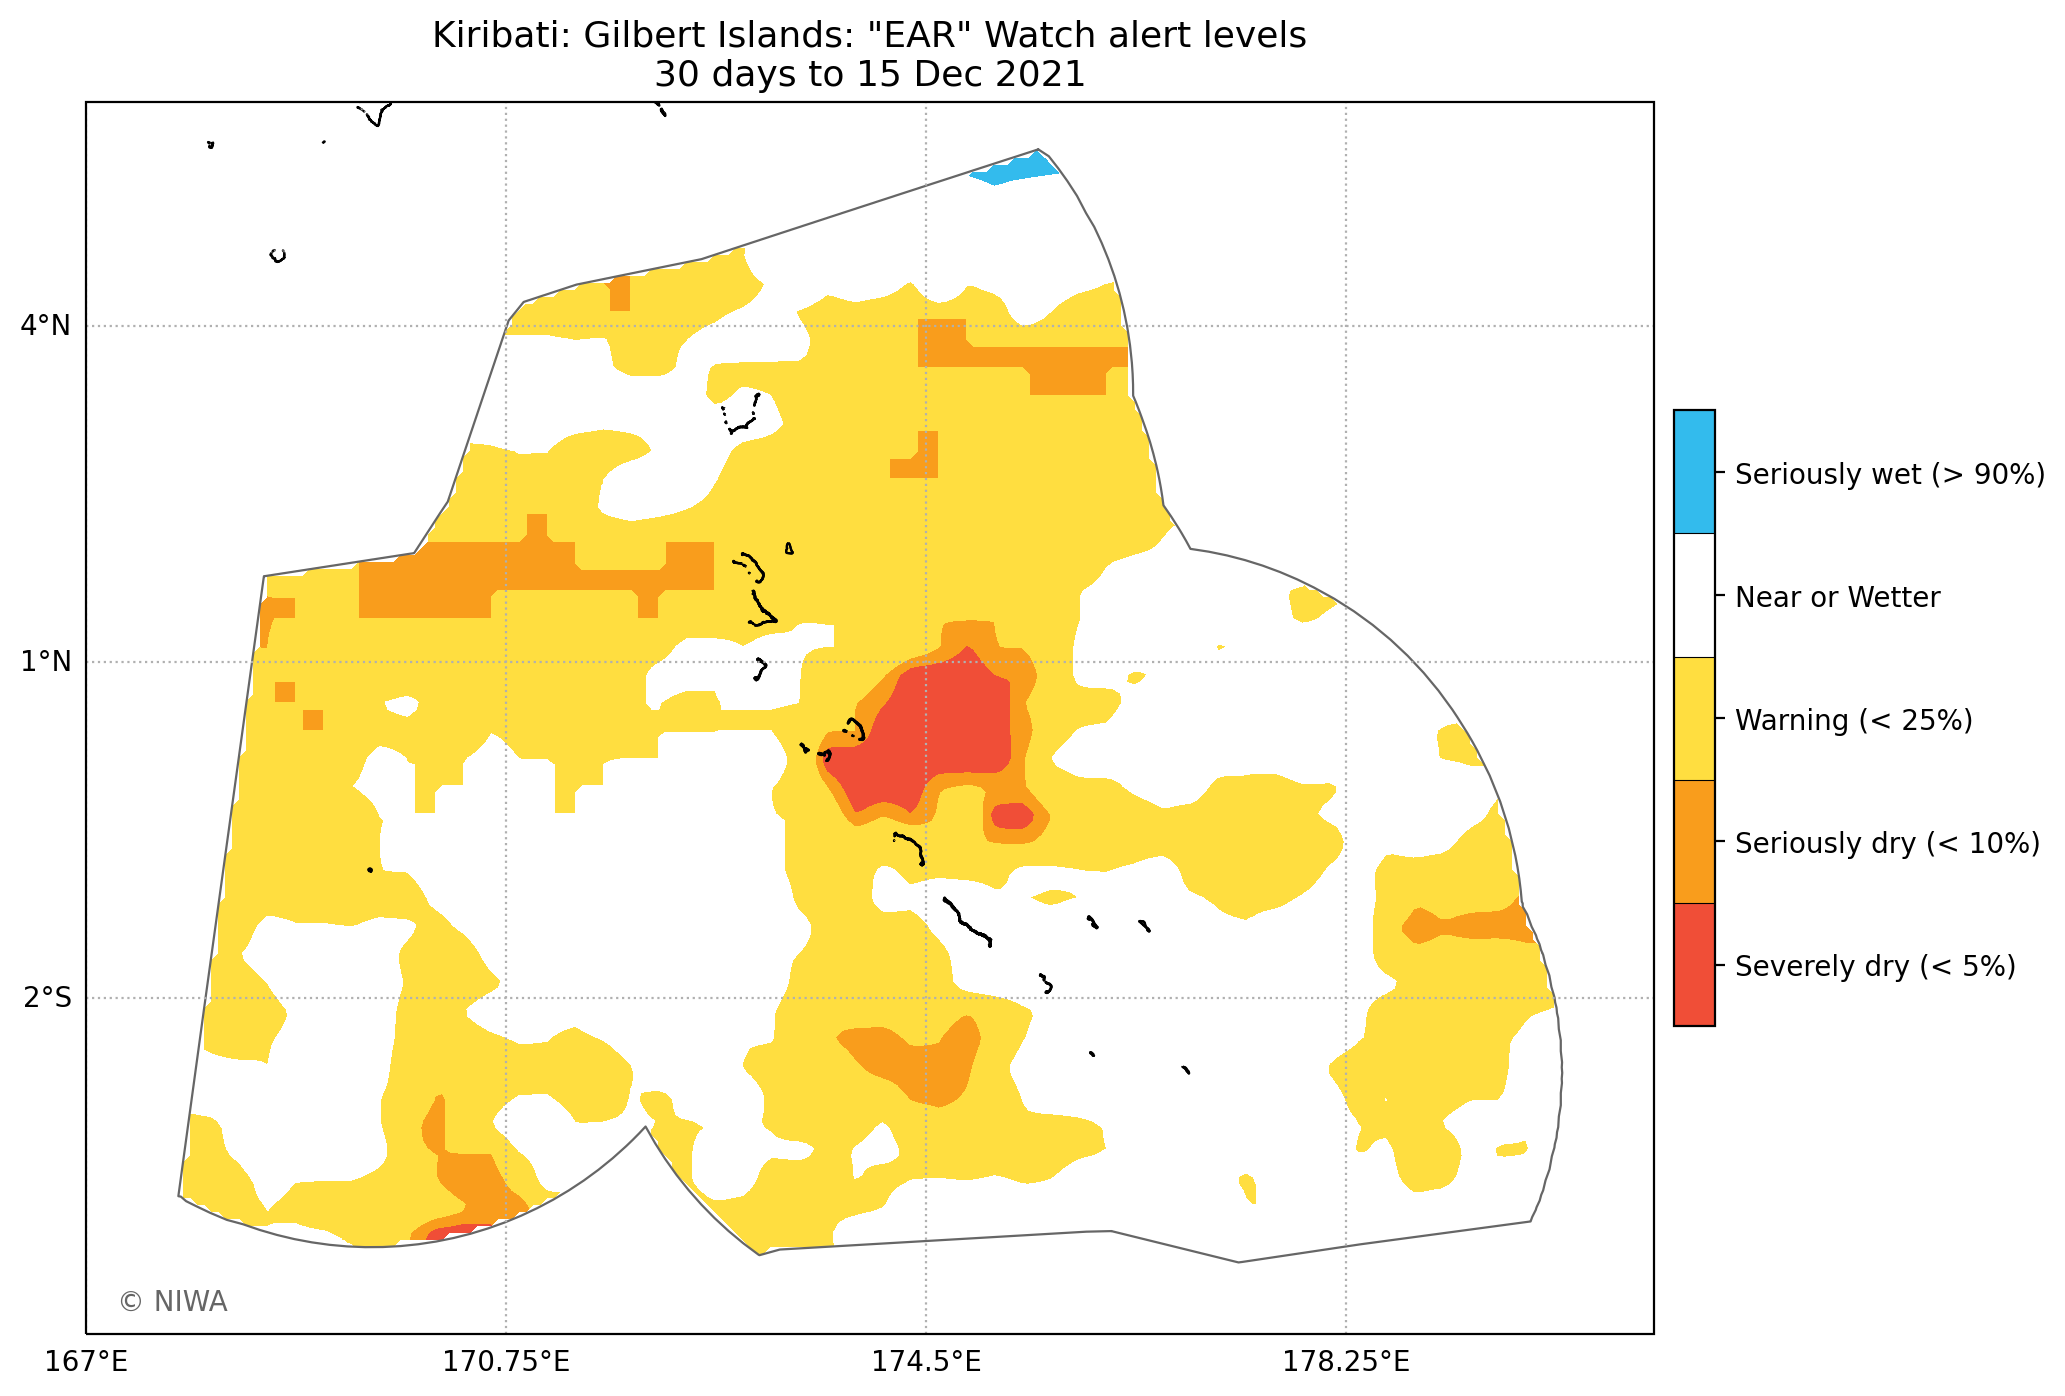 Kiribati: Gilbert Islands: "EAR" Watch alert levels
30 days to 15 Dec 2021
4°N
1°N
2°S
167°E
170.75°E
174.5°E
178.25°E
Seriously wet (> 90%)
Near or Wetter
Warning (< 25%)
Seriously dry (< 10%)
Severely dry (< 5%)
© NIWA